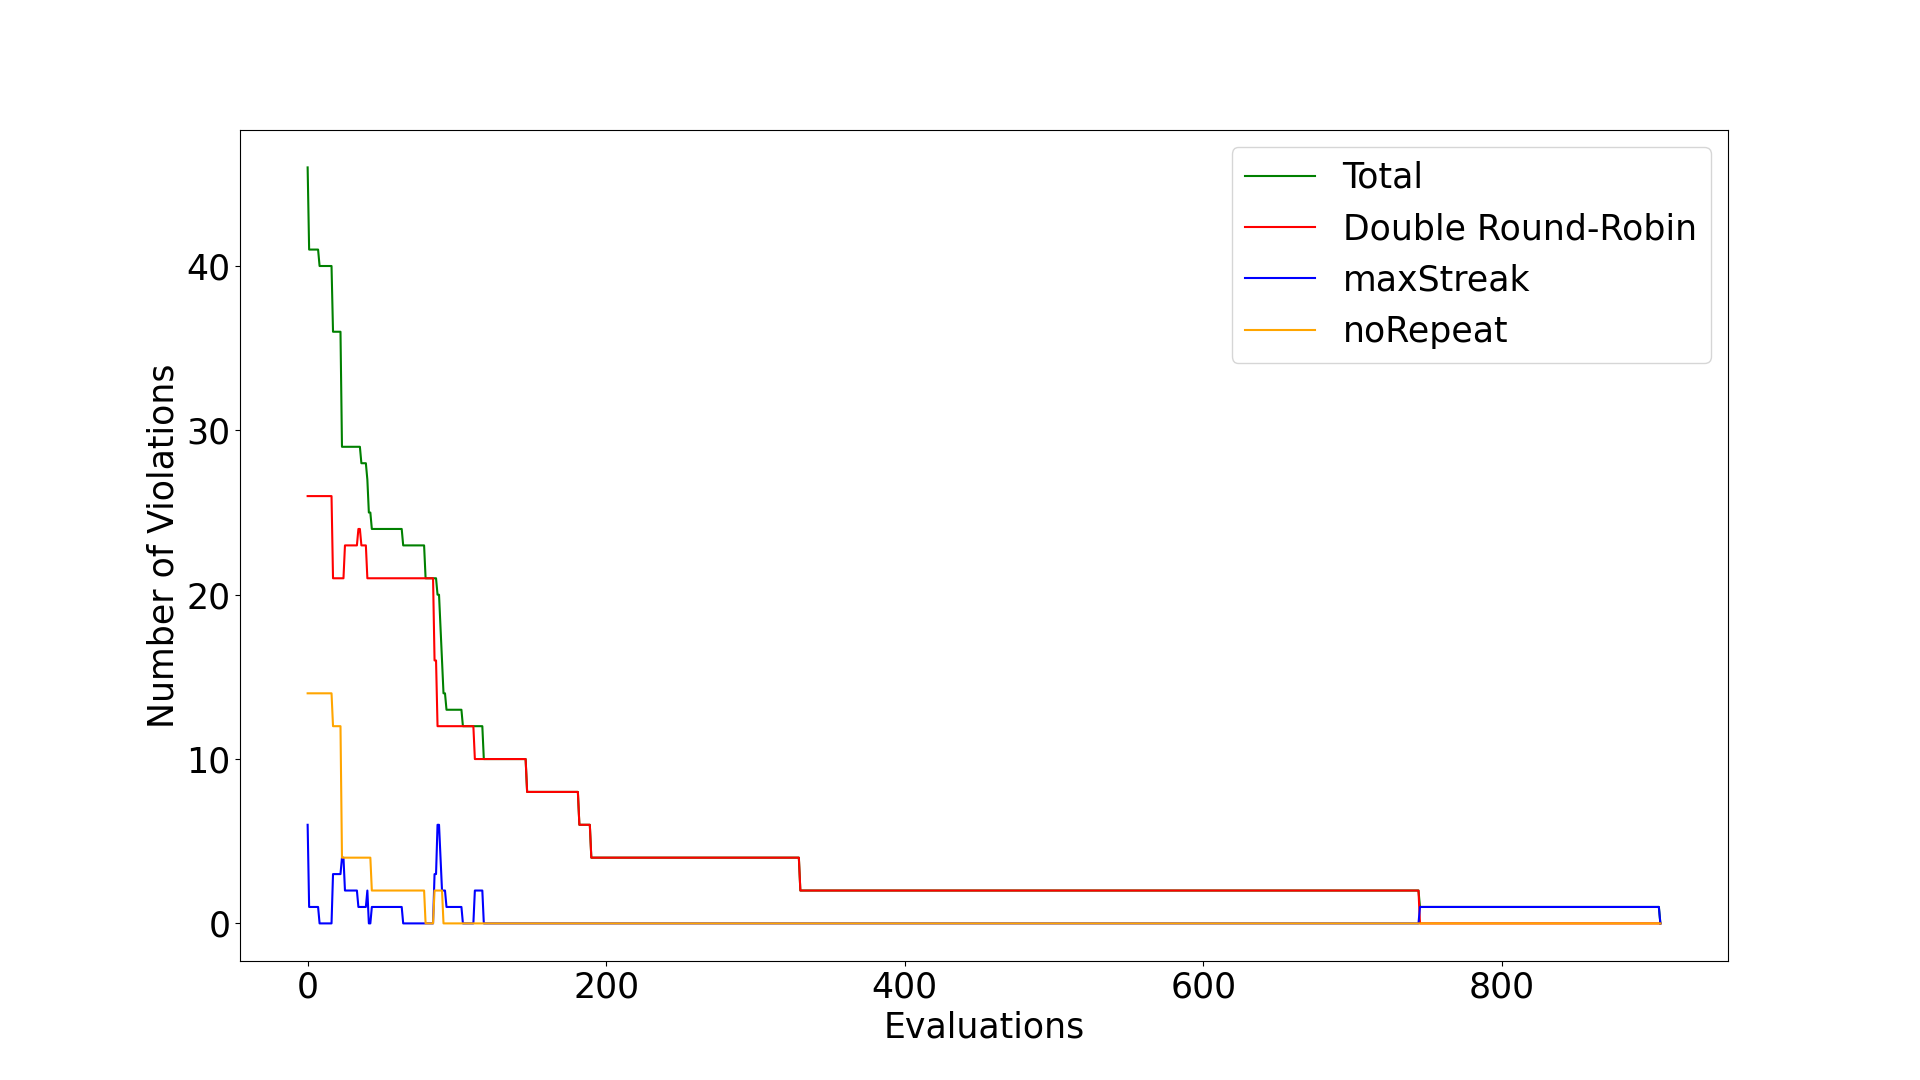 Total
Double Round-Robin
maxStreak
noRepeat
Number of Violations
40
30
20
10
0
0
200
400
600
800
Evaluations